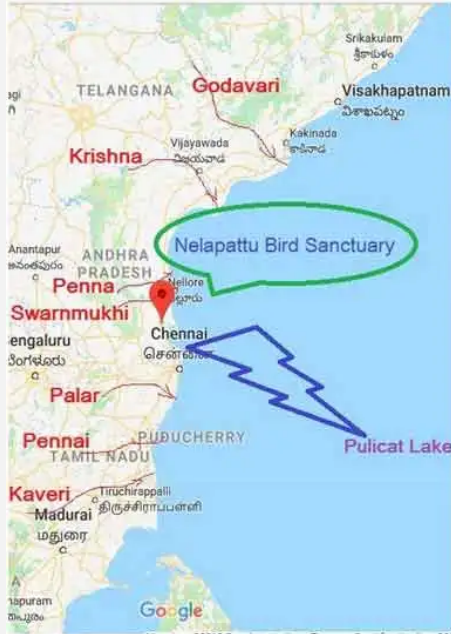 Srikakulam
శ్రీకాకుళం
Godavari
TELANGANA
Visakhapatnam
విశాఖపట్నం
Kakinada
కాకినాడ
Vijayawada
విజయవాడ
Krishna
Nelapattu Bird Sanctuary
Anantapur
అనంతపురం
ANDHRA
PRADESH
Penna
Nellore
Swarnmukhi
Chennai
சென்னை
engaluru
ಬೆಂಗಳೂರು
Palar
Pulicat Lake
Pennai
PUDUCHERRY
TAMIL NADU
Kaveri
Tiruchirappalli
திருச்சிராப்பள்ளி
Madurai
மதுரை
Google